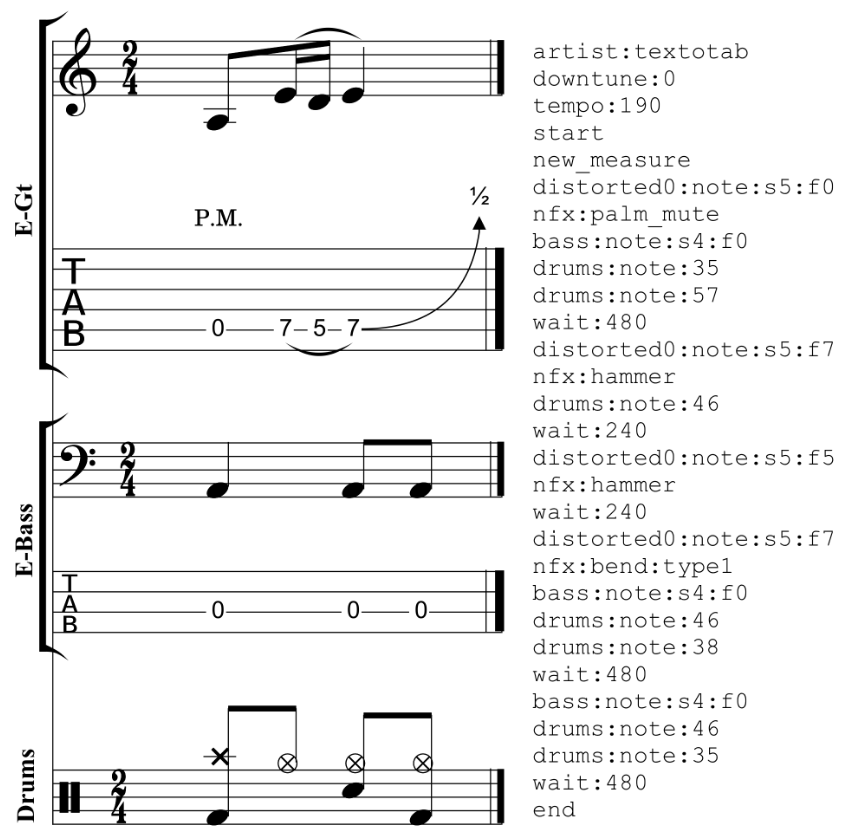 E-Gt
2
4
P.M.
½
T
A
B
0 7 5 7
E-Bass
2
4
T
A
B
0 0 0
Drums
2
4
artist:textotab
downtune:0
tempo:190
start
new_measure
distorted0:note:s5:f0
nfx:palm_mute
bass:note:s4:f0
drums:note:35
drums:note:57
wait:480
distorted0:note:s5:f7
nfx:hammer
drums:note:46
wait:240
distorted0:note:s5:f5
nfx:hammer
wait:240
distorted0:note:s5:f7
nfx:bend:type1
bass:note:s4:f0
drums:note:46
drums:note:38
wait:480
bass:note:s4:f0
drums:note:46
drums:note:35
wait:480
end